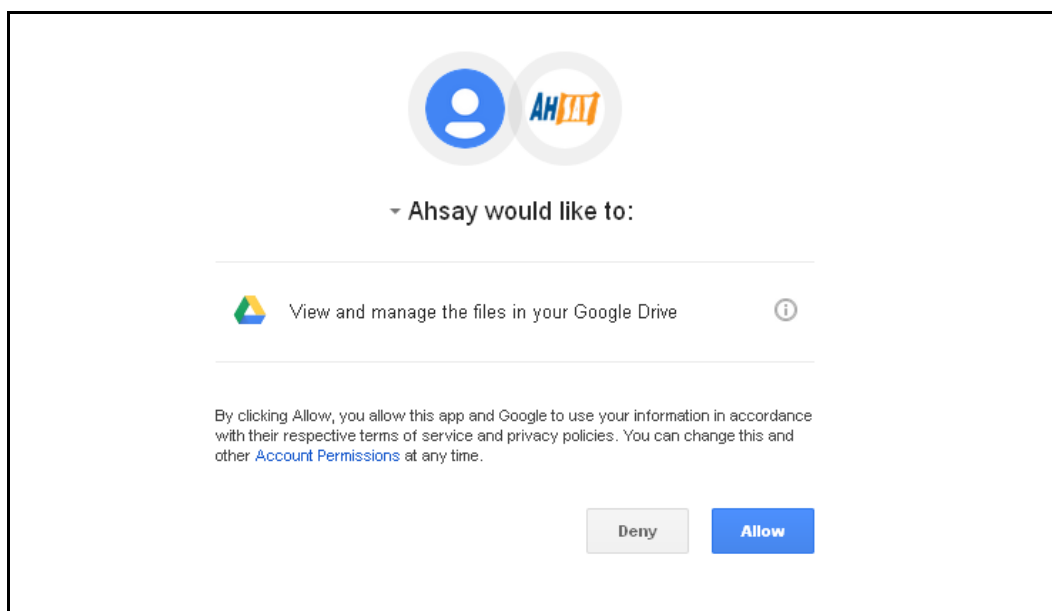 AHSAY
Ahsay would like to:
View and manage the files in your Google Drive
By clicking Allow, you allow this app and Google to use your information in accordance
with their respective terms of service and privacy policies. You can change this and
other Account Permissions at any time.
Deny
Allow